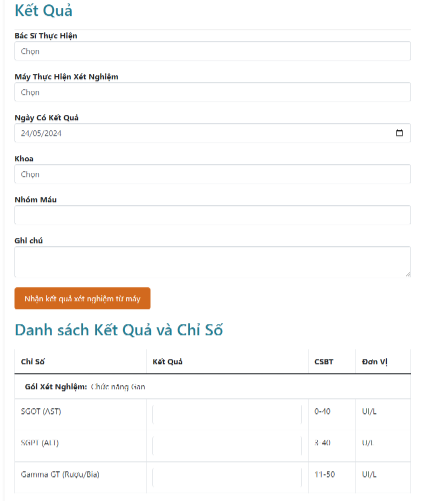 Kết Quả
Bác Sĩ Thực Hiện
Chọn
Máy Thực Hiện Xét Nghiệm
Chọn
Ngày Có Kết Quả
24/05/2024
Khoa
Chọn
Nhóm Máu
Ghi chú
Nhận kết quả xét nghiệm từ máy
Danh sách Kết Quả và Chỉ Số
Chỉ Số Kết Quả CSBT Đơn Vị
Gói Xét Nghiệm: Chức năng Gan
SGOT (AST) 0-40 UI/L
SGPT (ALT) 3-40 U/L
Gamma GT (Rượu/Bia) 11-50 UI/L